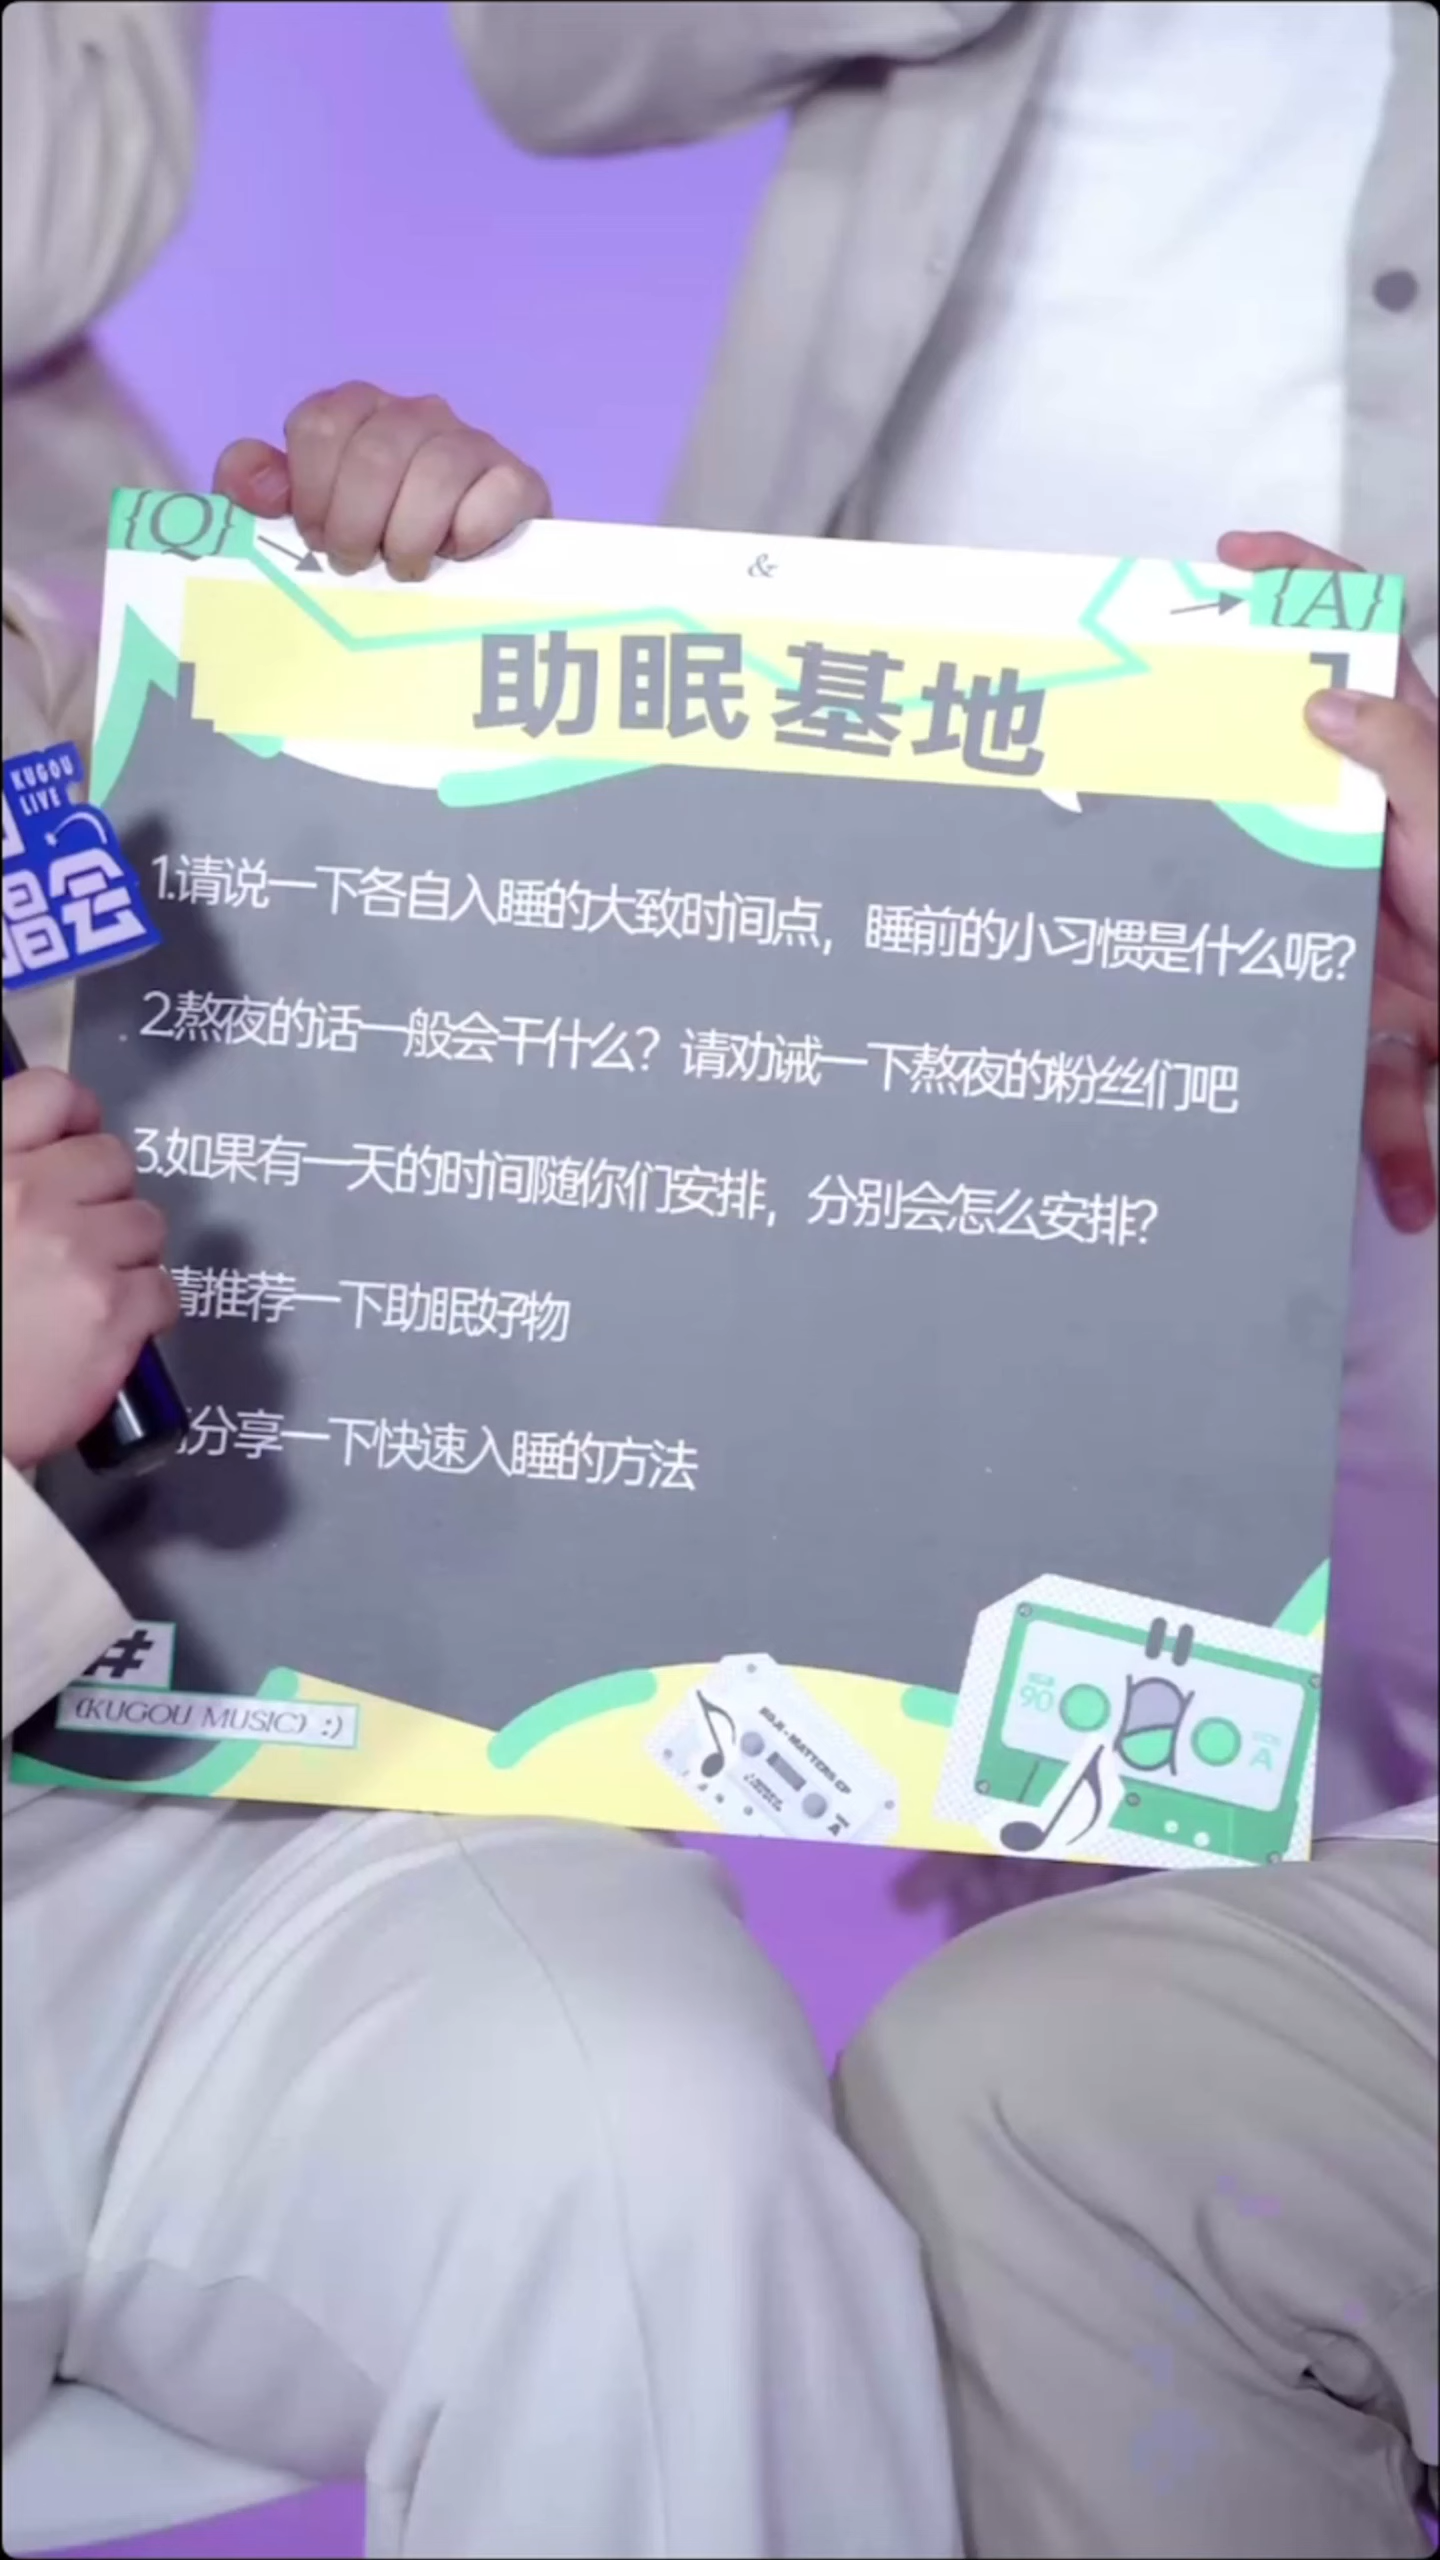 {Q}
&
{A}
助眠基地
KUGOU
LIVE
唱会
1.请说一下各自入睡的大致时间点，睡前的小习惯是什么呢？
2.熬夜的话一般会干什么？请劝诫一下熬夜的粉丝们吧
3.如果有一天的时间随你们安排，分别会怎么安排？
请推荐一下助眠好物
分享一下快速入睡的方法
#
(KUGOU MUSIC) :)
90
A
A